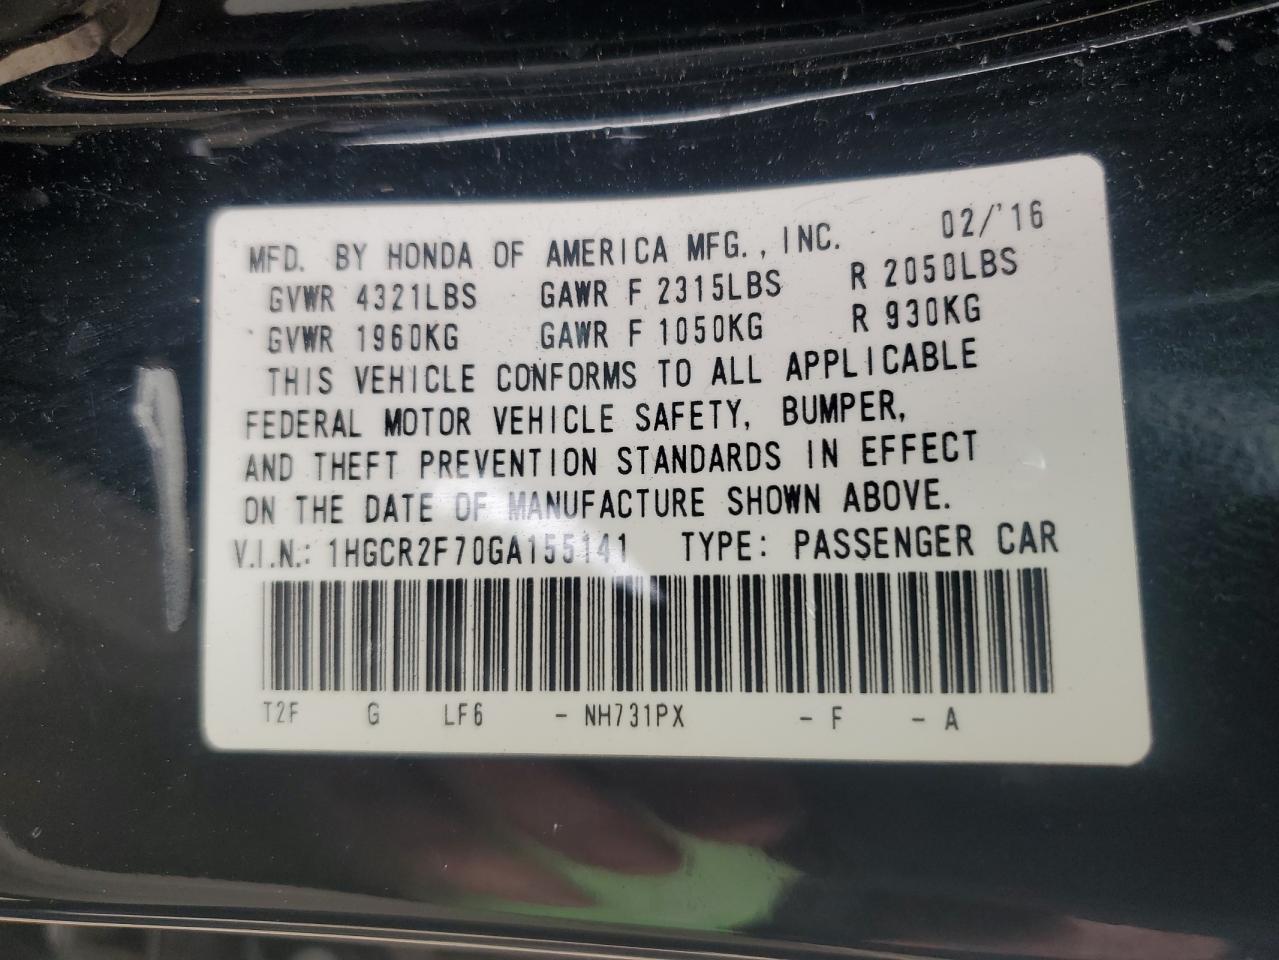 MFD. BY HONDA OF AMERICA MFG., INC. 02/'16
GVWR 4321LBS GAWR F 2315LBS R 2050LBS
GVWR 1960KG GAWR F 1050KG R 930KG
THIS VEHICLE CONFORMS TO ALL APPLICABLE
FEDERAL MOTOR VEHICLE SAFETY, BUMPER,
AND THEFT PREVENTION STANDARDS IN EFFECT
ON THE DATE OF MANUFACTURE SHOWN ABOVE.
V.I.N.: 1HGCR2F70GA155141 TYPE: PASSENGER CAR
T2F G LF6 - NH731PX - F - A